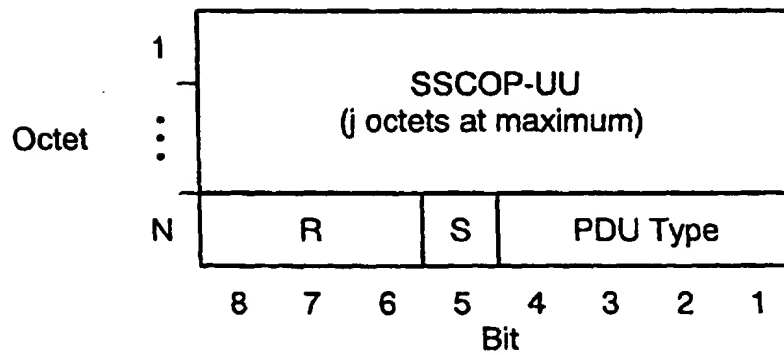 1
SSCOP-UU
(j octets at maximum)
Octet
N R S PDU Type
8 7 6 5 4 3 2 1
Bit